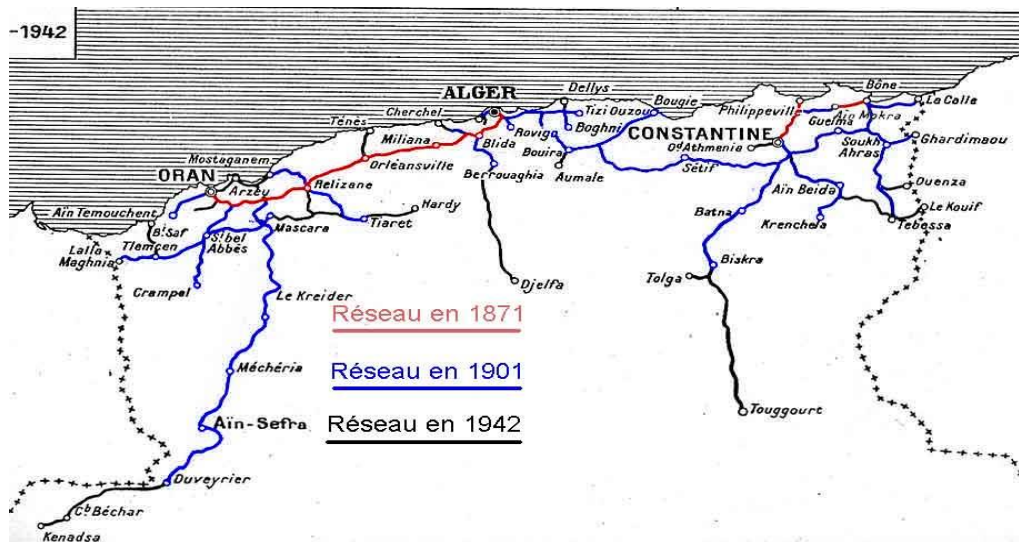 -1942
Dellys
ALGER
Bône
Bougie
La Calle
Cherchel
Tizi Ouzou
Philippeville
Ténès
Rovigo
Guelma
Aïn Mokra
Boghni
CONSTANTINE
Miliana
Blida
Soukh
Ahras
Ghardimaou
Mostaganem
Orléansville
Bouira
Od Athmenia
ORAN
Berrouaghia
Aumale
Sétif
Arzeu
Relizane
Aïn Beida
Ouenza
Aïn Temouchent
Hardy
Batna
Le Kouif
Bi Saf
Mascara
Tiaret
Krenchela
Tebessa
St bel
Abbès
Tlemcen
Lalla
Maghnia
Biskra
Crampel
Djelfa
Tolga
Le Kreider
Réseau en 1871
Méchéria
Réseau en 1901
Touggourt
Aïn-Sefra
Réseau en 1942
Duveyrier
Cb Béchar
Kenadsa